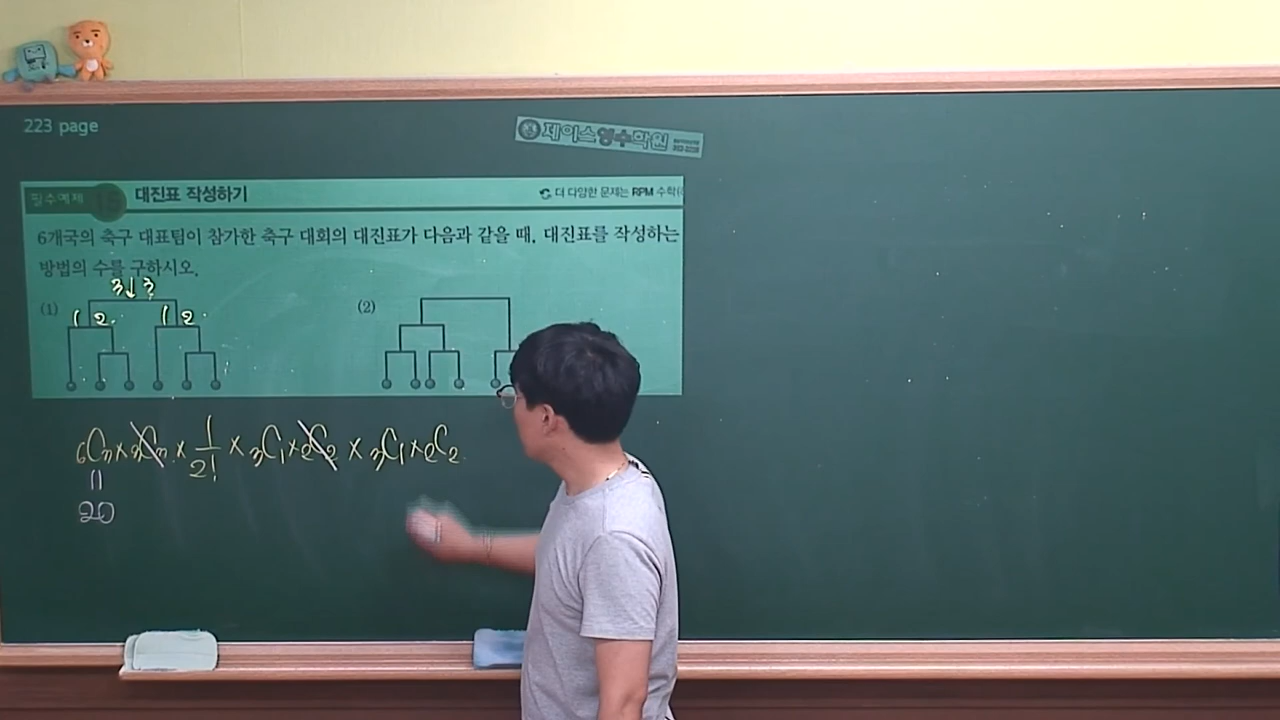 223 page
제이스영수학원
필수예제 15 대진표 작성하기 더 다양한 문제는 RPM 수학(
6개국의 축구 대표팀이 참가한 축구 대회의 대진표가 다음과 같을 때, 대진표를 작성하는
방법의 수를 구하시오.
3↓3
(1) 1 2 1 2 (2)
₆C₃×₃C₃×1/2!×₃C₁×₂C₂×₃C₁×₂C₂
11
20